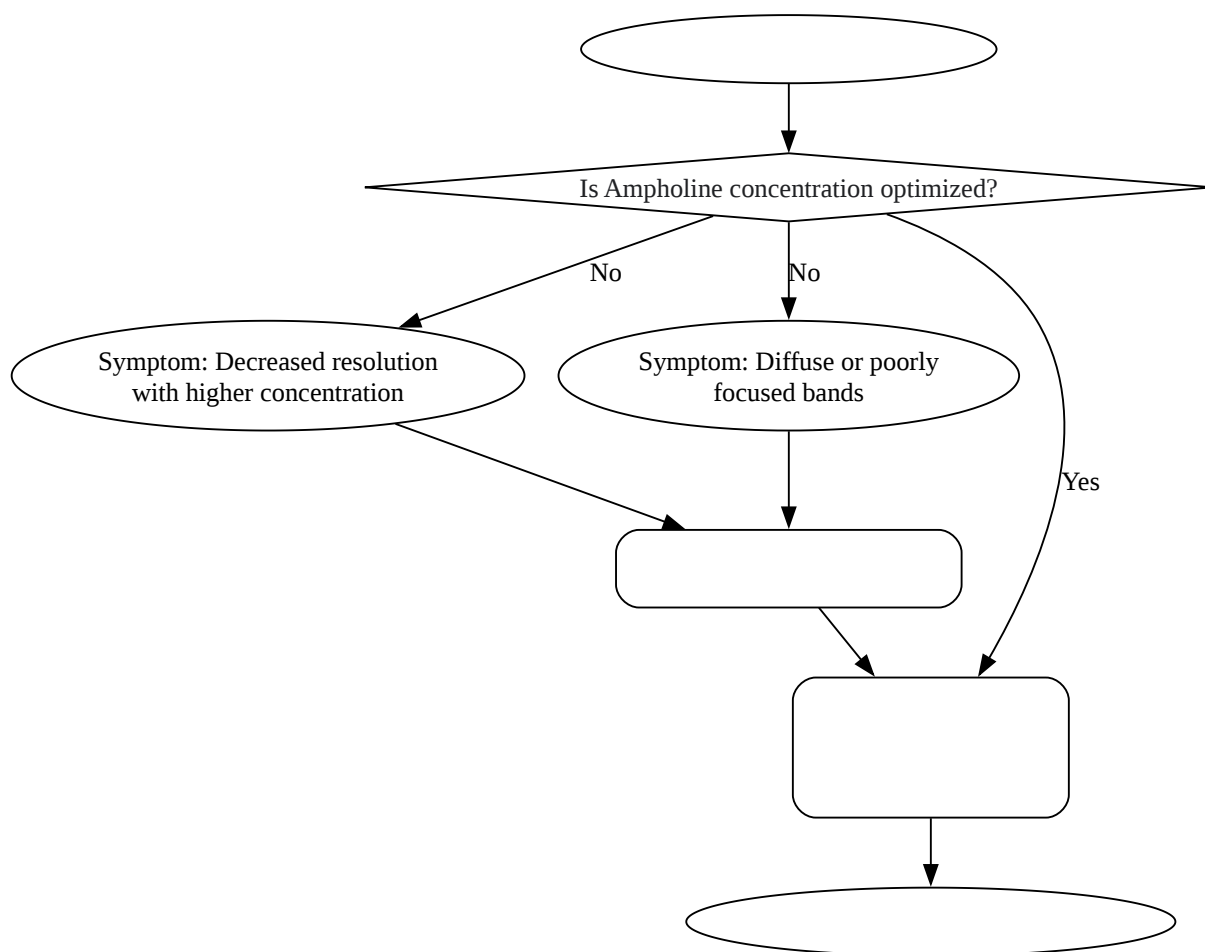 Is Ampholine concentration optimized?
No
No
Symptom: Decreased resolution
with higher concentration
Symptom: Diffuse or poorly
focused bands
Yes